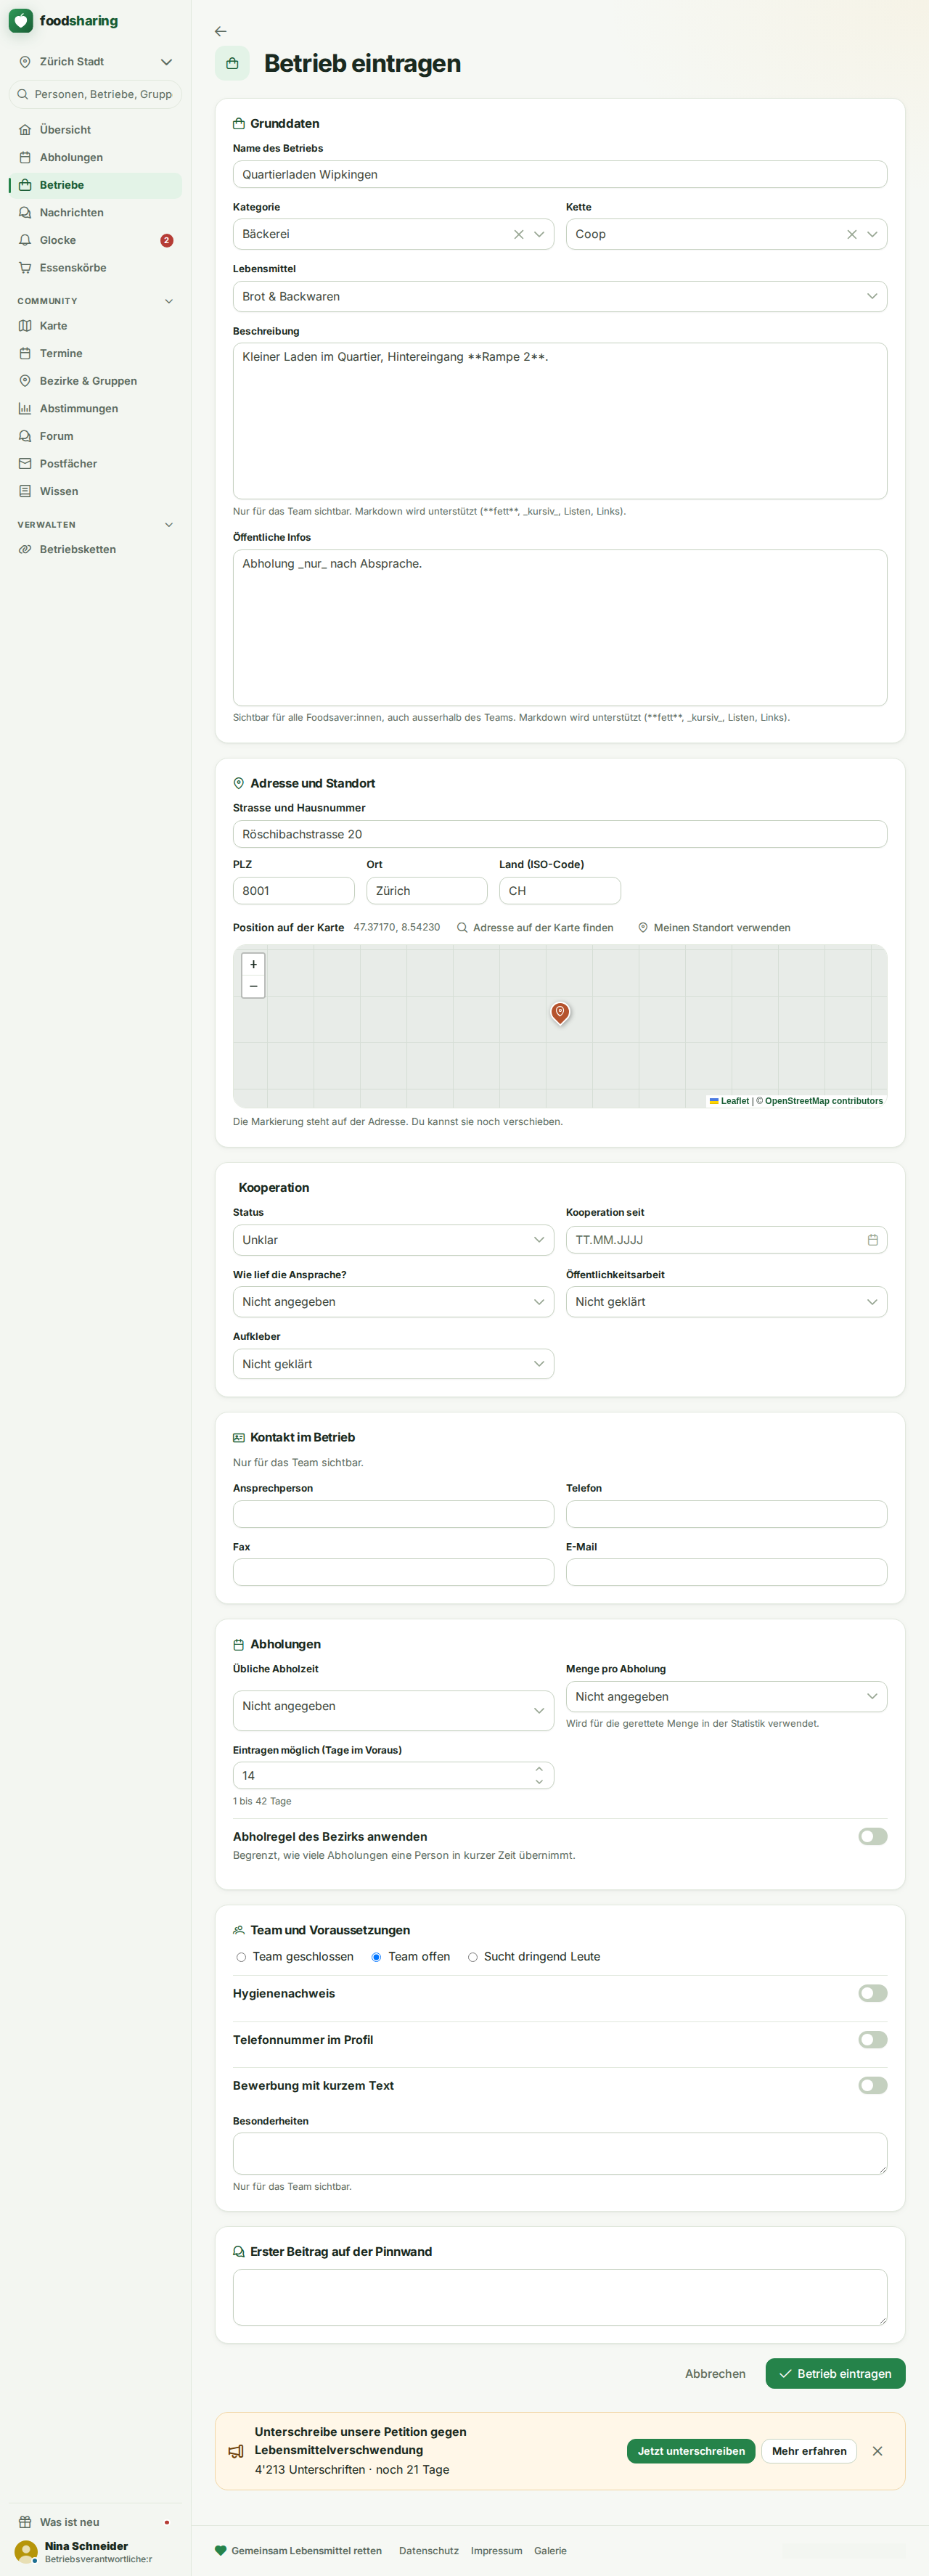 foodsharing
Zürich Stadt
Personen, Betriebe, Grupp
Übersicht
Abholungen
Betriebe
Nachrichten
Glocke 2
Essenskörbe
COMMUNITY
Karte
Termine
Bezirke & Gruppen
Abstimmungen
Forum
Postfächer
Wissen
VERWALTEN
Betriebsketten
Was ist neu
Nina Schneider
Betriebsverantwortliche:r
Betrieb eintragen
Grunddaten
Name des Betriebs
Quartierladen Wipkingen
Kategorie Kette
Bäckerei Coop
Lebensmittel
Brot & Backwaren
Beschreibung
Kleiner Laden im Quartier, Hintereingang **Rampe 2**.
Nur für das Team sichtbar. Markdown wird unterstützt (**fett**, _kursiv_, Listen, Links).
Öffentliche Infos
Abholung _nur_ nach Absprache.
Sichtbar für alle Foodsaver:innen, auch ausserhalb des Teams. Markdown wird unterstützt (**fett**, _kursiv_, Listen, Links).
Adresse und Standort
Strasse und Hausnummer
Röschibachstrasse 20
PLZ Ort Land (ISO-Code)
8001 Zürich CH
Position auf der Karte 47.37170, 8.54230 Adresse auf der Karte finden Meinen Standort verwenden
+
−
Leaflet | © OpenStreetMap contributors
Die Markierung steht auf der Adresse. Du kannst sie noch verschieben.
Kooperation
Status Kooperation seit
Unklar TT.MM.JJJJ
Wie lief die Ansprache? Öffentlichkeitsarbeit
Nicht angegeben Nicht geklärt
Aufkleber
Nicht geklärt
Kontakt im Betrieb
Nur für das Team sichtbar.
Ansprechperson Telefon
Fax E-Mail
Abholungen
Übliche Abholzeit Menge pro Abholung
Nicht angegeben Nicht angegeben
Wird für die gerettete Menge in der Statistik verwendet.
Eintragen möglich (Tage im Voraus)
14
1 bis 42 Tage
Abholregel des Bezirks anwenden
Begrenzt, wie viele Abholungen eine Person in kurzer Zeit übernimmt.
Team und Voraussetzungen
Team geschlossen Team offen Sucht dringend Leute
Hygienenachweis
Telefonnummer im Profil
Bewerbung mit kurzem Text
Besonderheiten
Nur für das Team sichtbar.
Erster Beitrag auf der Pinnwand
Abbrechen Betrieb eintragen
Unterschreibe unsere Petition gegen
Lebensmittelverschwendung
4'213 Unterschriften · noch 21 Tage
Jetzt unterschreiben Mehr erfahren
Gemeinsam Lebensmittel retten Datenschutz Impressum Galerie